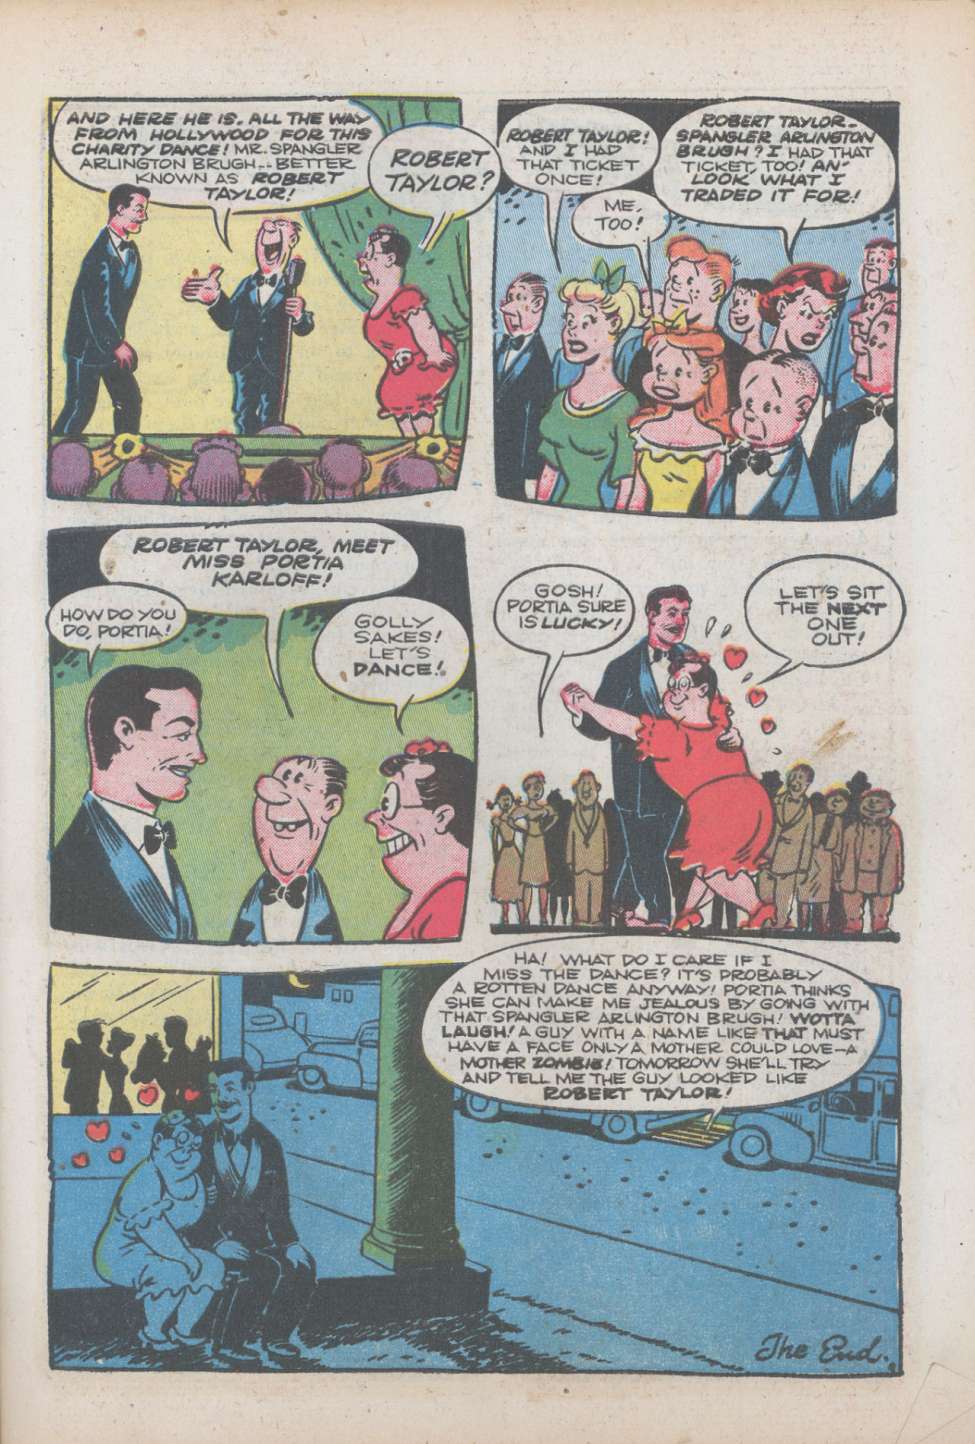 AND HERE HE IS. ALL THE WAY
FROM HOLLYWOOD FOR THIS
CHARITY DANCE! MR. SPANGLER
ARLINGTON BRUGH-- BETTER
KNOWN AS ROBERT
TAYLOR!
ROBERT
TAYLOR?
ROBERT TAYLOR!
AND I HAD
THAT TICKET
ONCE!
ME,
TOO!
ROBERT TAYLOR--
SPANGLER ARLINGTON
BRUGH? I HAD THAT
TICKET, TOO! AN'
LOOK WHAT I
TRADED IT FOR!
ROBERT TAYLOR, MEET
MISS PORTIA
KARLOFF!
HOW DO YOU
DO, PORTIA!
GOLLY
SAKES!
LET'S
DANCE!
GOSH!
PORTIA SURE
IS LUCKY!
LET'S SIT
THE NEXT
ONE
OUT!
HA! WHAT DO I CARE IF I
MISS THE DANCE? IT'S PROBABLY
A ROTTEN DANCE ANYWAY! PORTIA THINKS
SHE CAN MAKE ME JEALOUS BY GOING WITH
THAT SPANGLER ARLINGTON BRUGH! WOTTA
LAUGH! A GUY WITH A NAME LIKE THAT MUST
HAVE A FACE ONLY A MOTHER COULD LOVE--A
MOTHER ZOMBIE! TOMORROW SHE'LL TRY
AND TELL ME THE GUY LOOKED LIKE
ROBERT TAYLOR!
The End.